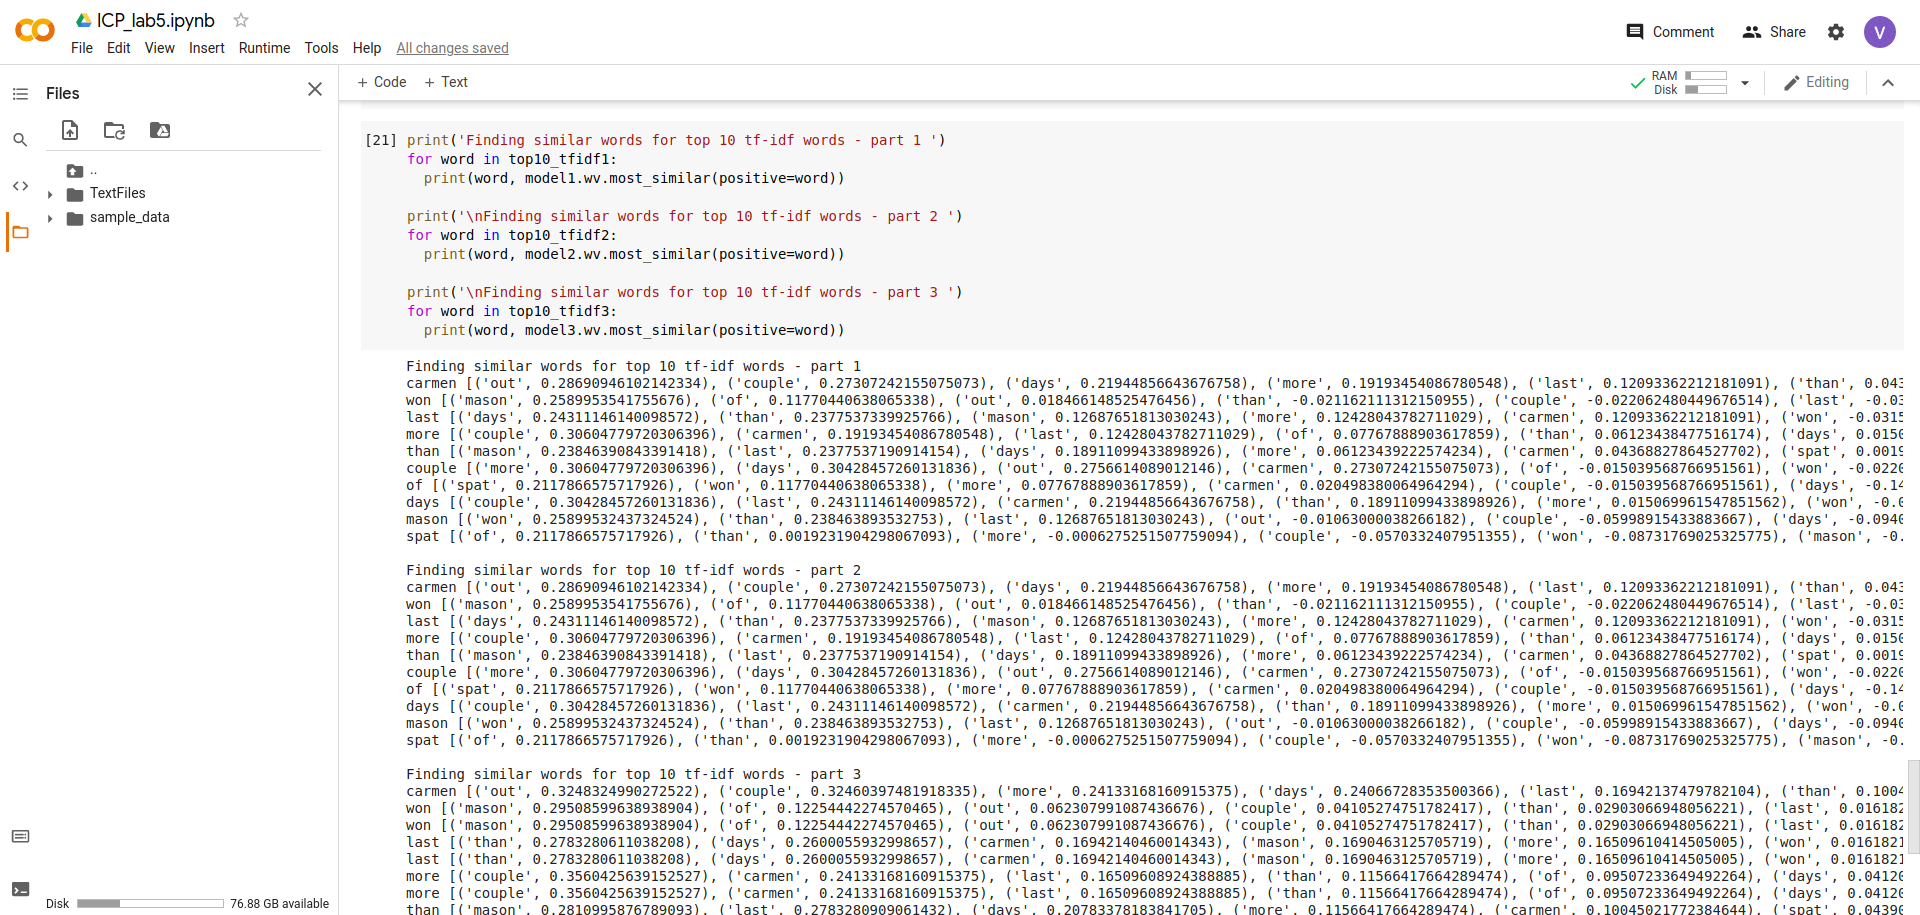 ICP_lab5.ipynb
File Edit View Insert Runtime Tools Help All changes saved
Comment Share V
Files
+ Code + Text
RAM
Disk
Editing
..
TextFiles
sample_data
[21] print('Finding similar words for top 10 tf-idf words - part 1 ')
for word in top10_tfidf1:
  print(word, model1.wv.most_similar(positive=word))
print('\nFinding similar words for top 10 tf-idf words - part 2 ')
for word in top10_tfidf2:
  print(word, model2.wv.most_similar(positive=word))
print('\nFinding similar words for top 10 tf-idf words - part 3 ')
for word in top10_tfidf3:
  print(word, model3.wv.most_similar(positive=word))
Finding similar words for top 10 tf-idf words - part 1
carmen [('out', 0.28690946102142334), ('couple', 0.27307242155075073), ('days', 0.21944856643676758), ('more', 0.19193454086780548), ('last', 0.12093362212181091), ('than', 0.043
won [('mason', 0.2589953541755676), ('of', 0.11770440638065338), ('out', 0.018466148525476456), ('than', -0.021162111312150955), ('couple', -0.022062480449676514), ('last', -0.03
last [('days', 0.24311146140098572), ('than', 0.2377537339925766), ('mason', 0.12687651813030243), ('more', 0.12428043782711029), ('carmen', 0.12093362212181091), ('won', -0.0315
more [('couple', 0.30604779720306396), ('carmen', 0.19193454086780548), ('last', 0.12428043782711029), ('of', 0.07767888903617859), ('than', 0.061234384775161 74), ('days', 0.0150
than [('mason', 0.23846390843391418), ('last', 0.2377537190914154), ('days', 0.18911099433898926), ('more', 0.06123439222574234), ('carmen', 0.04368827864527702), ('spat', 0.0019
couple [('more', 0.30604779720306396), ('days', 0.30428457260131836), ('out', 0.2756614089012146), ('carmen', 0.27307242155075073), ('of', -0.015039568766951561), ('won', -0.0220
of [('spat', 0.2117866575717926), ('won', 0.11770440638065338), ('more', 0.07767888903617859), ('carmen', 0.020498380064964294), ('couple', -0.015039568766951561), ('days', -0.14
days [('couple', 0.30428457260131836), ('last', 0.24311146140098572), ('carmen', 0.21944856643676758), ('than', 0.18911099433898926), ('more', 0.015069961547851562), ('won', -0.0
mason [('won', 0.25899532437324524), ('than', 0.238463893532753), ('last', 0.12687651813030243), ('out', -0.01063000038266182), ('couple', -0.05998915433883667), ('days', -0.0940
spat [('of', 0.2117866575717926), ('than', 0.0019231904298067093), ('more', -0.0006275251507759094), ('couple', -0.0570332407951355), ('won', -0.08731769025325775), ('mason', -0.
Finding similar words for top 10 tf-idf words - part 2
carmen [('out', 0.28690946102142334), ('couple', 0.27307242155075073), ('days', 0.21944856643676758), ('more', 0.19193454086780548), ('last', 0.12093362212181091), ('than', 0.043
won [('mason', 0.2589953541755676), ('of', 0.11770440638065338), ('out', 0.018466148525476456), ('than', -0.021162111312150955), ('couple', -0.022062480449676514), ('last', -0.03
last [('days', 0.24311146140098572), ('than', 0.2377537339925766), ('mason', 0.12687651813030243), ('more', 0.12428043782711029), ('carmen', 0.12093362212181091), ('won', -0.0315
more [('couple', 0.30604779720306396), ('carmen', 0.19193454086780548), ('last', 0.12428043782711029), ('of', 0.07767888903617859), ('than', 0.06123438477516174), ('days', 0.0150
than [('mason', 0.23846390843391418), ('last', 0.2377537190914154), ('days', 0.18911099433898926), ('more', 0.06123439222574234), ('carmen', 0.04368827864527702), ('spat', 0.0019
couple [('more', 0.30604779720306396), ('days', 0.30428457260131836), ('out', 0.2756614089012146), ('carmen', 0.27307242155075073), ('of', -0.015039568766951561), ('won', -0.0220
of [('spat', 0.2117866575717926), ('won', 0.11770440638065338), ('more', 0.07767888903617859), ('carmen', 0.020498380064964294), ('couple', -0.015039568766951561), ('days', -0.14
days [('couple', 0.30428457260131836), ('last', 0.24311146140098572), ('carmen', 0.21944856643676758), ('than', 0.18911099433898926), ('more', 0.015069961547851562), ('won', -0.0
mason [('won', 0.25899532437324524), ('than', 0.238463893532753), ('last', 0.12687651813030243), ('out', -0.01063000038266182), ('couple', -0.05998915433883667), ('days', -0.0940
spat [('of', 0.2117866575717926), ('than', 0.0019231904298067093), ('more', -0.0006275251507759094), ('couple', -0.0570332407951355), ('won', -0.08731769025325775), ('mason', -0.
Finding similar words for top 10 tf-idf words - part 3
carmen [('out', 0.3248324990272522), ('couple', 0.32460397481918335), ('more', 0.24133168160915375), ('days', 0.24066728353500366), ('last', 0.16942137479782104), ('than', 0.1004
won [('mason', 0.29508599638938904), ('of', 0.12254442274570465), ('out', 0.062307991087436676), ('couple', 0.04105274751782417), ('than', 0.02903066948056221), ('last', 0.016182
won [('mason', 0.29508599638938904), ('of', 0.12254442274570465), ('out', 0.062307991087436676), ('couple', 0.04105274751782417), ('than', 0.02903066948056221), ('last', 0.016182
last [('than', 0.2783280611038208), ('days', 0.2600055932998657), ('carmen', 0.16942140460014343), ('mason', 0.1690463125705719), ('more', 0.16509610414505005), ('won', 0.0161821
last [('than', 0.2783280611038208), ('days', 0.2600055932998657), ('carmen', 0.16942140460014343), ('mason', 0.1690463125705719), ('more', 0.16509610414505005), ('won', 0.0161821
more [('couple', 0.3560425639152527), ('carmen', 0.24133168160915375), ('last', 0.16509608924388885), ('than', 0.11566417664289474), ('of', 0.09507233649492264), ('days', 0.04120
more [('couple', 0.3560425639152527), ('carmen', 0.24133168160915375), ('last', 0.16509608924388885), ('than', 0.11566417664289474), ('of', 0.09507233649492264), ('days', 0.04120
than [('mason', 0.2810995876789093), ('last', 0.2783280909061432), ('days', 0.20783378183841705), ('more', 0.11566417664289474), ('carmen', 0.10045021772384644), ('spat', 0.04390
Disk 76.88 GB available